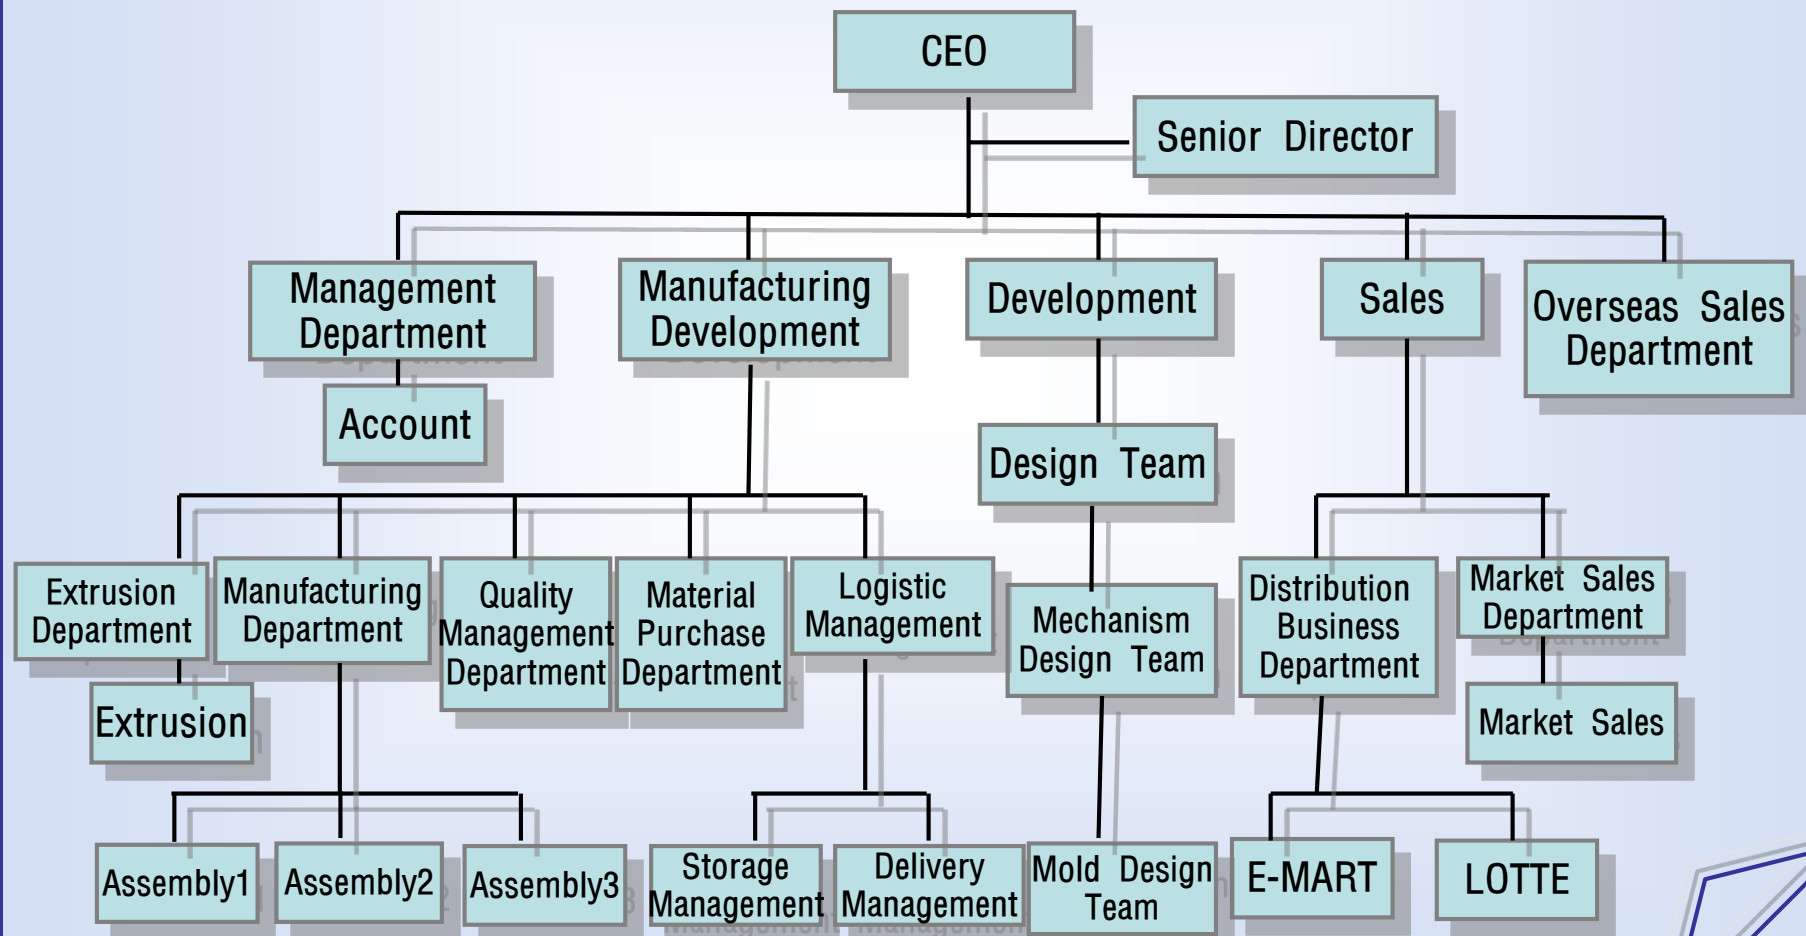 CEO
Senior Director
Management
Department
Manufacturing
Development
Development
Sales
Overseas Sales
Department
Account
Design Team
Extrusion
Department
Manufacturing
Department
Quality
Management
Department
Material
Purchase
Department
Logistic
Management
Mechanism
Design Team
Distribution
Business
Department
Market Sales
Department
Extrusion
Market Sales
Assembly1
Assembly2
Assembly3
Storage
Management
Delivery
Management
Mold Design
Team
E-MART
LOTTE